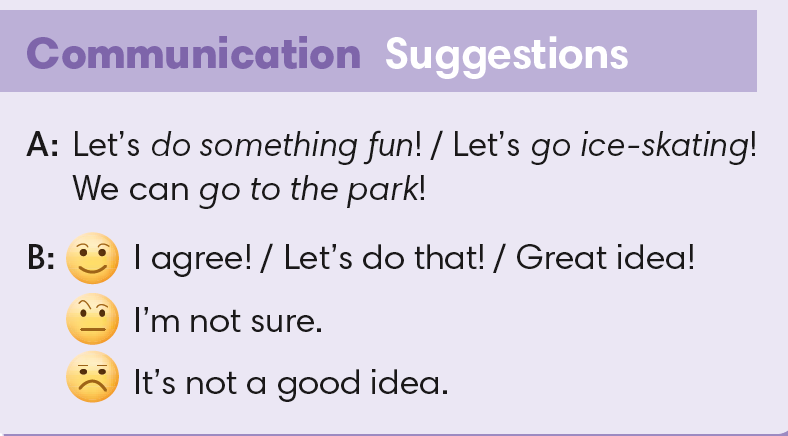 Communication Suggestions
A: Let's do something fun! / Let's go ice-skating!
We can go to the park!
B: I agree! / Let's do that! / Great idea!
I'm not sure.
It's not a good idea.